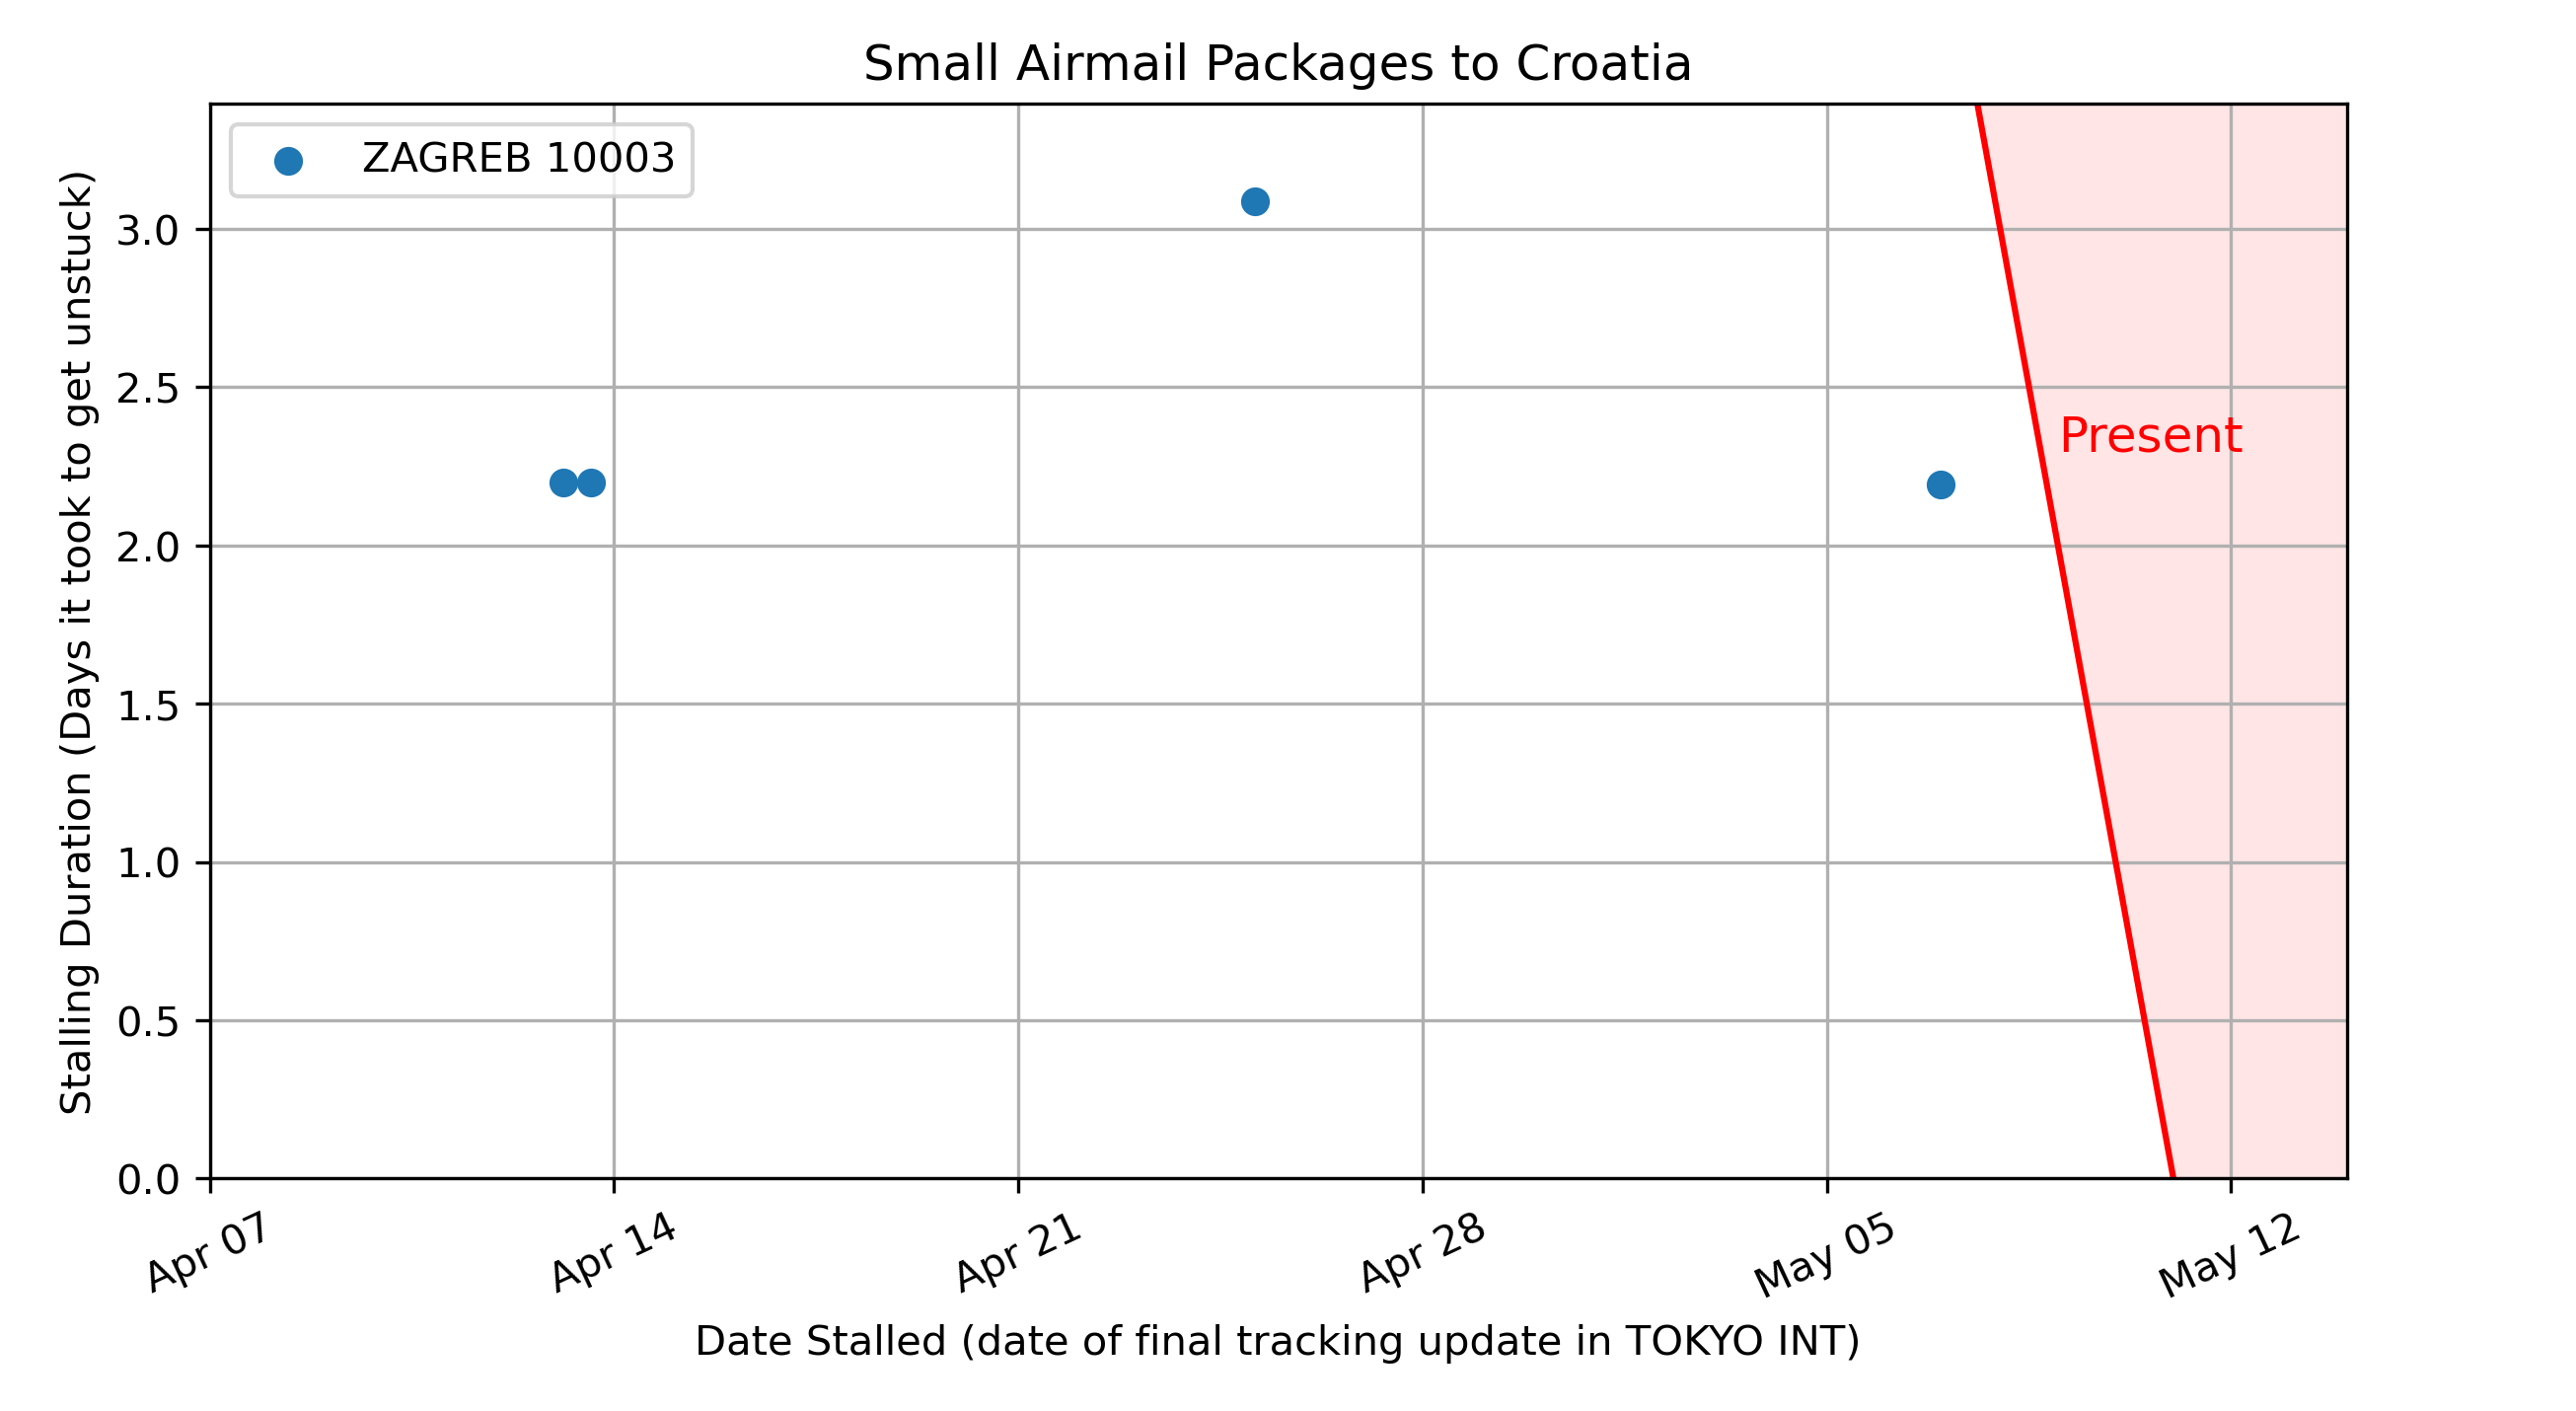 Small Airmail Packages to Croatia
ZAGREB 10003
Stalling Duration (Days it took to get unstuck)
3.0
2.5
2.0
1.5
1.0
0.5
0.0
Present
Apr 07
Apr 14
Apr 21
Apr 28
May 05
May 12
Date Stalled (date of final tracking update in TOKYO INT)